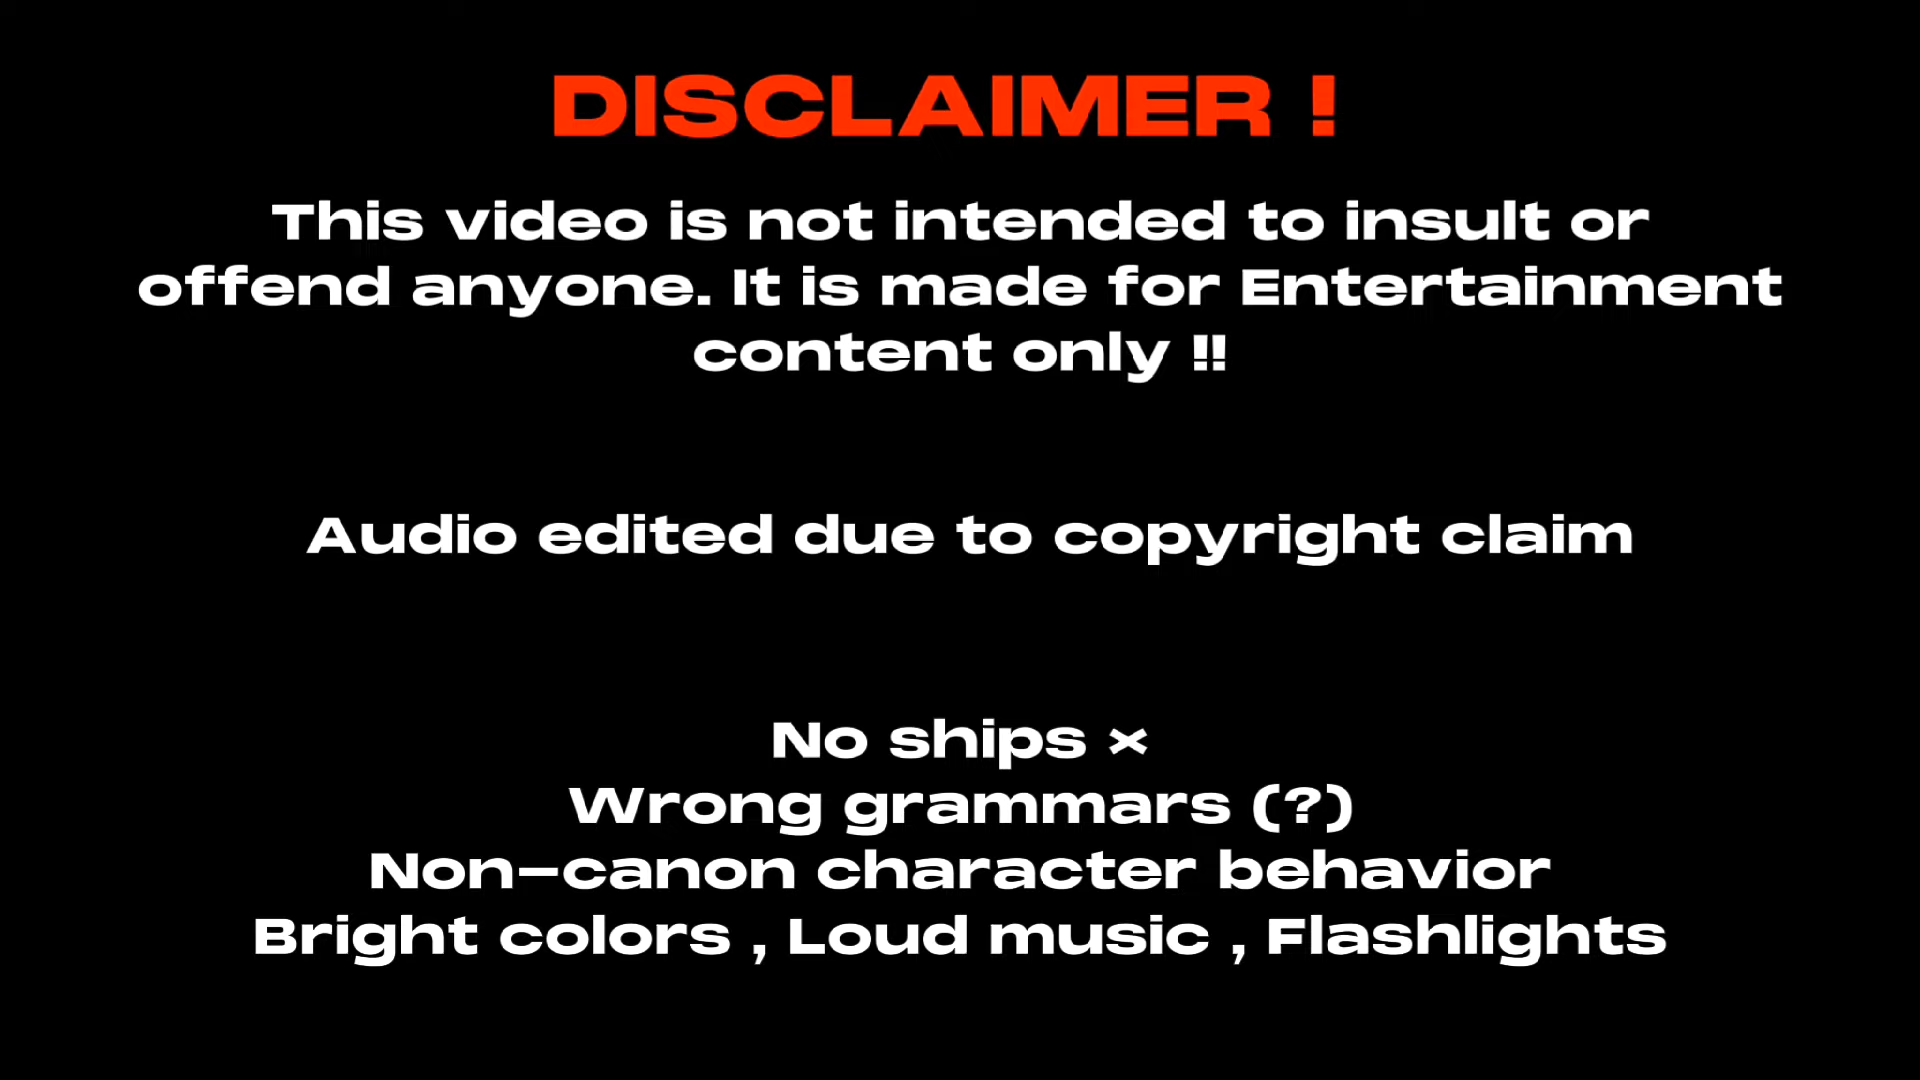 DISCLAIMER !
This video is not intended to insult or
offend anyone. It is made for Entertainment
content only !!
Audio edited due to copyright claim
No ships ×
Wrong grammars (?)
Non-canon character behavior
Bright colors , Loud music , Flashlights